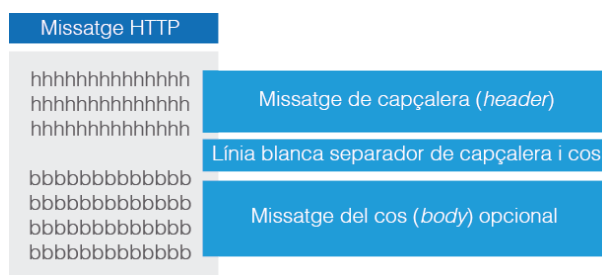 Missatge HTTP
hhhhhhhhhhhhhh
hhhhhhhhhhhhhh
hhhhhhhhhhhhhh
Missatge de capçalera (header)
Línia blanca separador de capçalera i cos
bbbbbbbbbbbbb
bbbbbbbbbbbbb
bbbbbbbbbbbbb
bbbbbbbbbbbbb
Missatge del cos (body) opcional